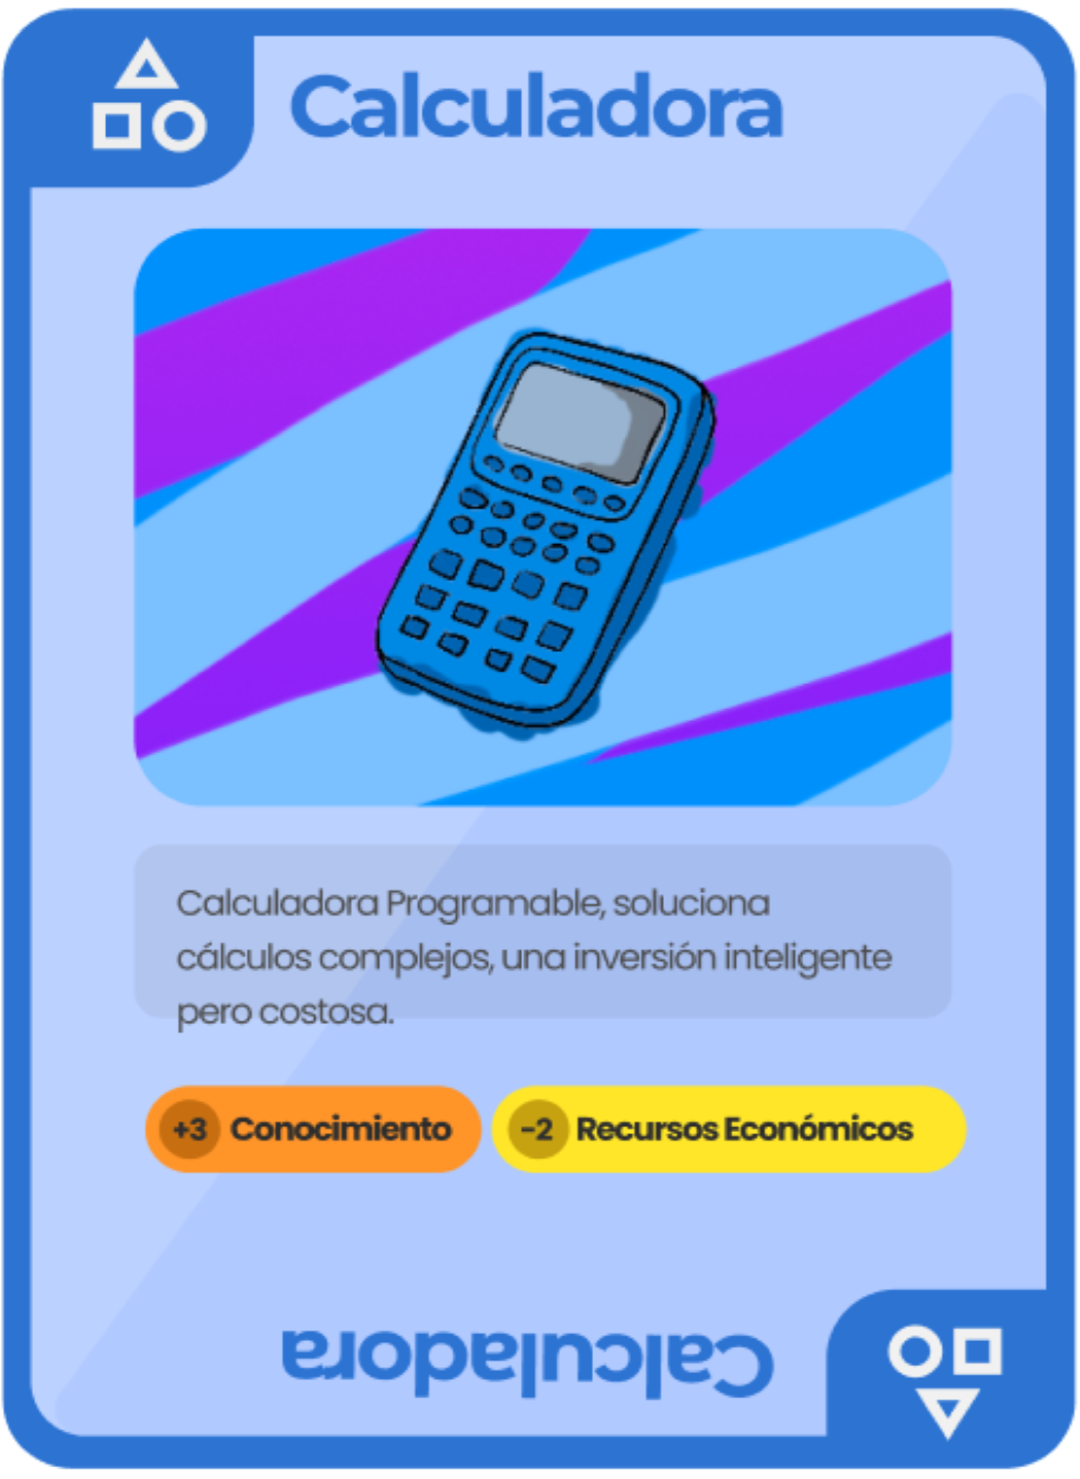 Calculadora
Calculadora Programable, soluciona
cálculos complejos, una inversión inteligente
pero costosa.
+3 Conocimiento
-2 Recursos Económicos
Calculadora